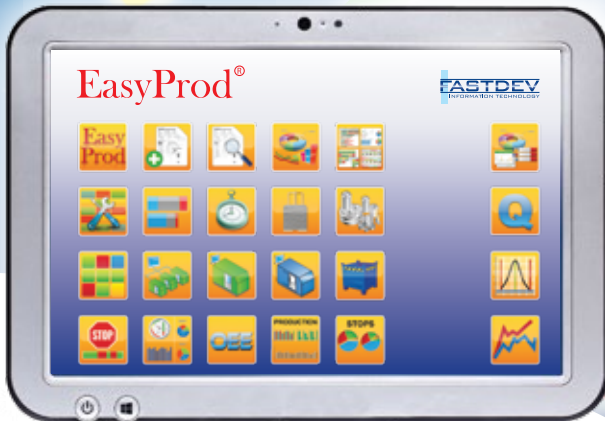 EasyProd®
FASTDEV
INFORMATION TECHNOLOGY
Easy
Prod
Q
STOP
OEE
PRODUCTION
STOPS